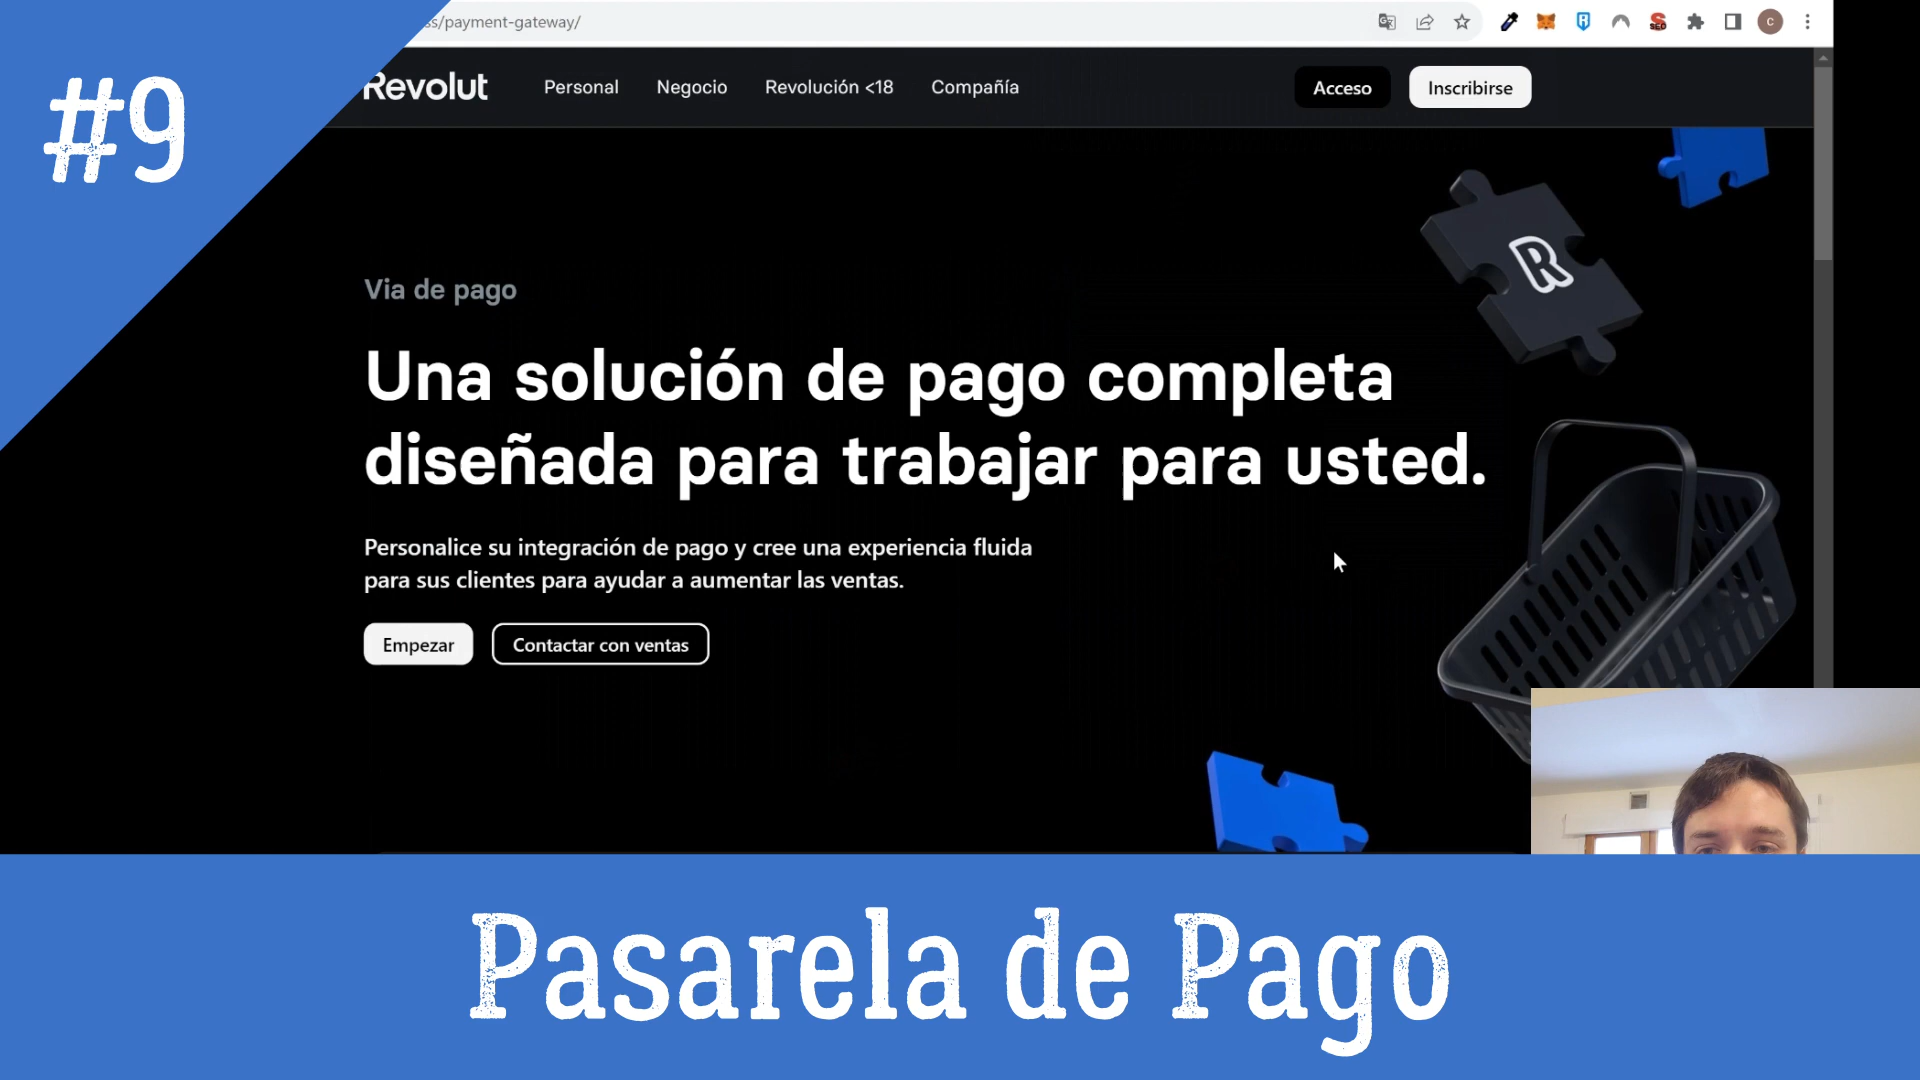 #9
ss/payment-gateway/
Revolut
Personal
Negocio
Revolución <18
Compañía
Acceso
Inscribirse
SEO
C
R
Via de pago
Una solución de pago completa
diseñada para trabajar para usted.
Personalice su integración de pago y cree una experiencia fluida
para sus clientes para ayudar a aumentar las ventas.
Empezar
Contactar con ventas
Pasarela de Pago